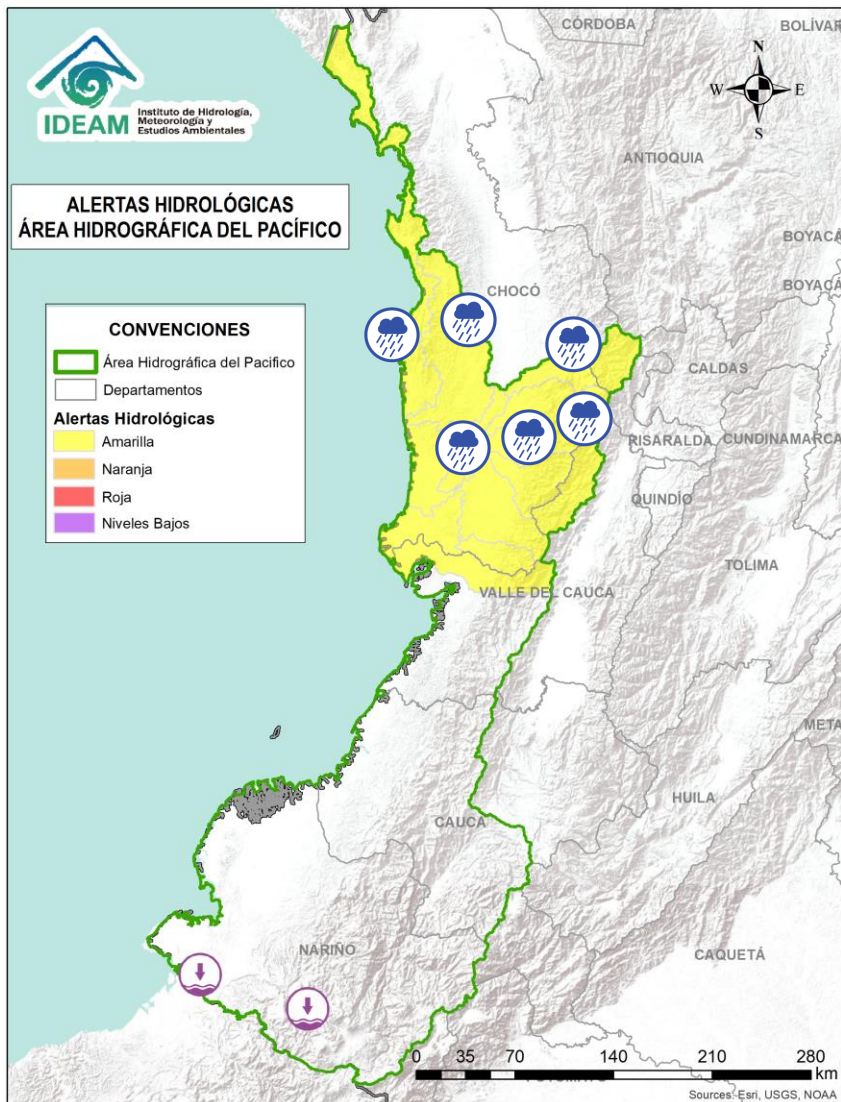 CÓRDOBA
BOLÍVAR
IDEAM
Instituto de Hidrología,
Meteorología y
Estudios Ambientales
N
W
E
S
ANTIOQUIA
ALERTAS HIDROLÓGICAS
ÁREA HIDROGRÁFICA DEL PACÍFICO
BOYACÁ
BOYACÁ
CHOCÓ
CONVENCIONES
Área Hidrográfica del Pacifico
Departamentos
Alertas Hidrológicas
Amarilla
Naranja
Roja
Niveles Bajos
CALDAS
RISARALDA
CUNDINAMARCA
QUINDÍO
TOLIMA
VALLE DEL CAUCA
META
HUILA
CAUCA
NARIÑO
CAQUETÁ
0 35 70 140 210 280
km
Sources: Esri, USGS, NOAA